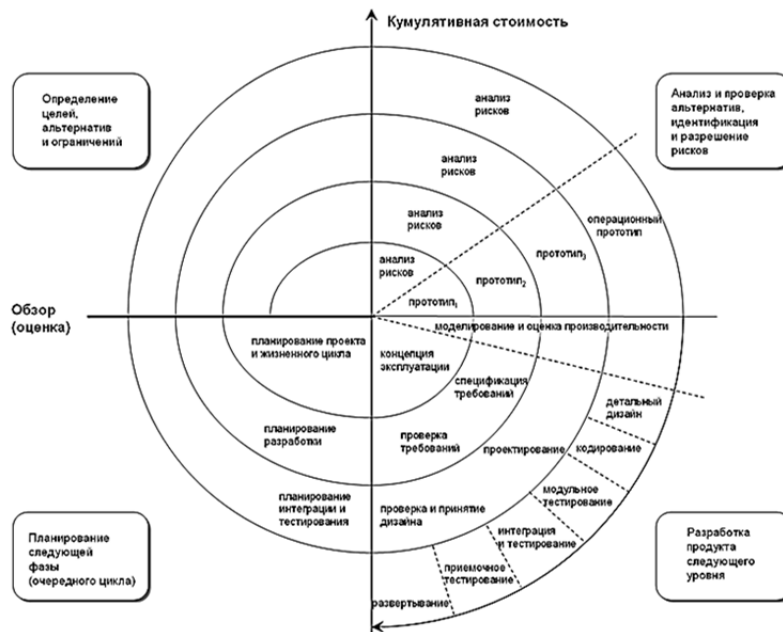 Кумулятивная стоимость
Определение
целей,
альтернатив
и ограничений
Анализ и проверка
альтернатив,
идентификация
и разрешение
рисков
анализ
рисков
анализ
рисков
анализ
рисков
анализ
рисков
операционный
прототип
прототип3
прототип2
прототип1
Обзор
(оценка)
моделирование и оценка производительности
планирование проекта
и жизненного цикла
концепция
эксплуатации
спецификация
требований
детальный
дизайн
планирование
разработки
проверка
требований
проектирование
кодирование
модульное
тестирование
планирование
интеграции и
тестирования
проверка и принятие
дизайна
интеграция
и тестирование
приемочное
тестирование
развертывание
Планирование
следующей
фазы
(очередного цикла)
Разработка
продукта
следующего
уровня